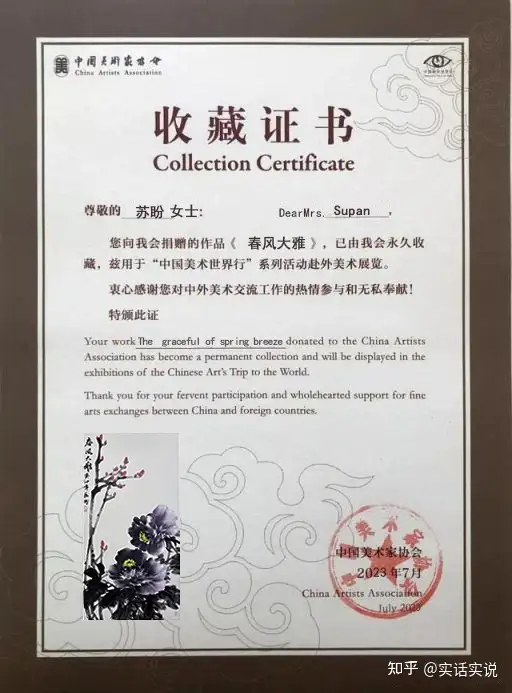 中国美术家协会
China Artists Association
收藏证书
Collection Certificate
尊敬的 苏盼 女士：
DearMrs. Supan ,
您向我会捐赠的作品《 春风大雅 》，已由我会永久收
藏，兹用于“中国美术世界行”系列活动赴外美术展览。
衷心感谢您对中外美术交流工作的热情参与和无私奉献！
特颁此证
Your work The graceful of spring breeze donated to the China Artists
Association has become a permanent collection and will be displayed in the
exhibitions of the Chinese Art's Trip to the World.
Thank you for your fervent participation and wholehearted support for fine
arts exchanges between China and foreign countries.
春风大雅
中国美术家协会
2023年7月
China Artists Association
July 2023
知乎 @实话实说